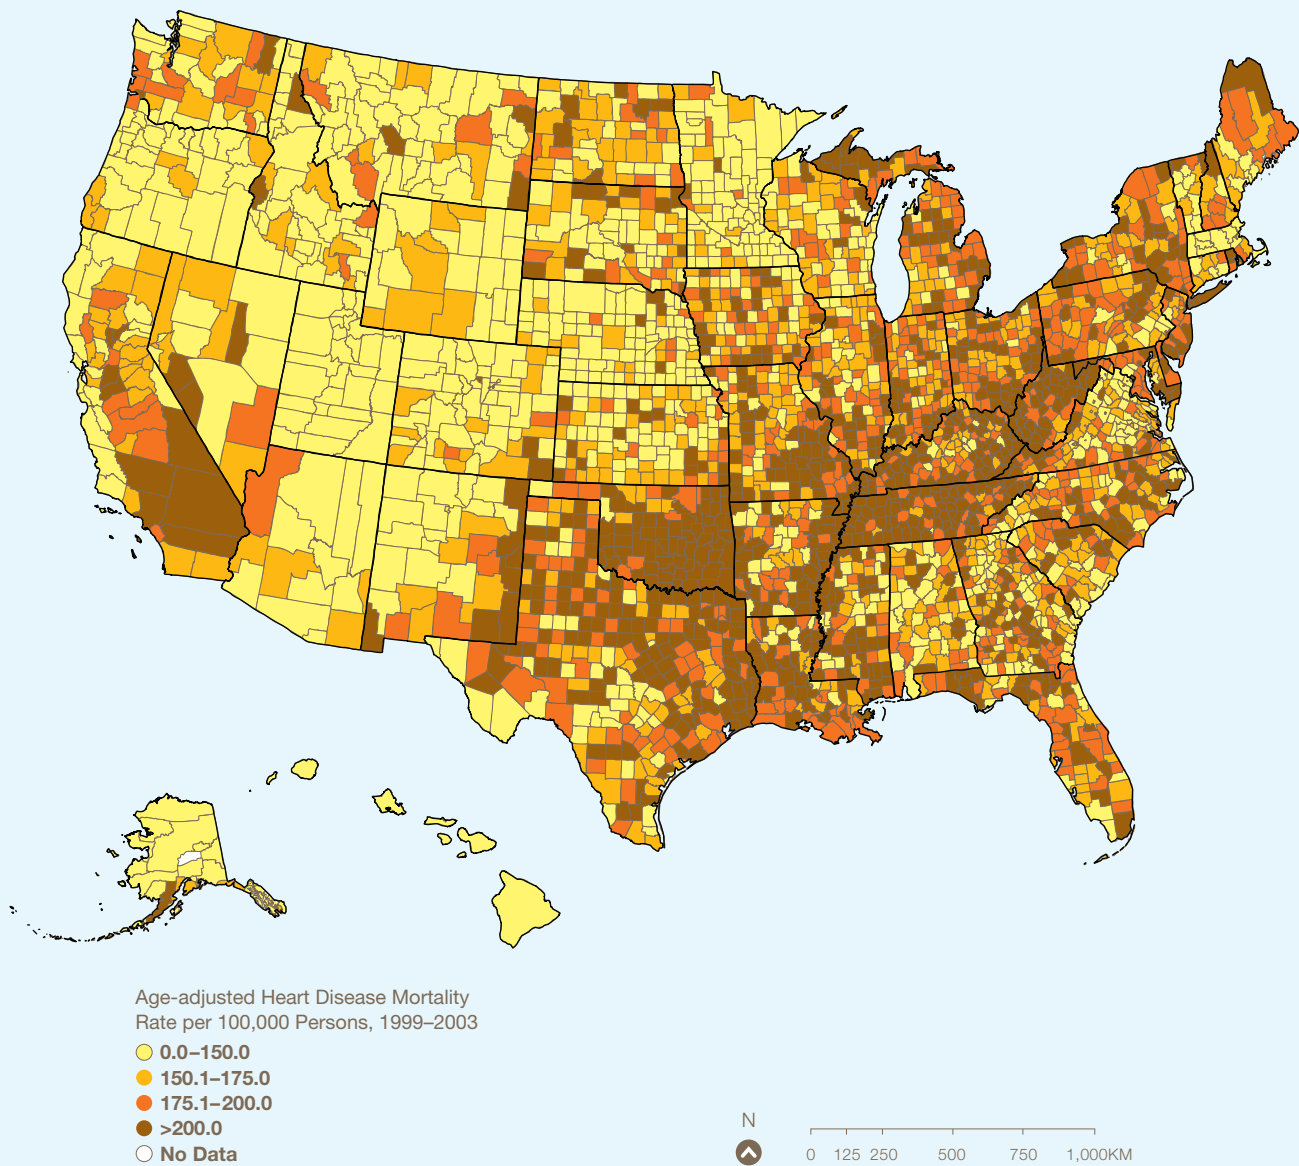 Age-adjusted Heart Disease Mortality
Rate per 100,000 Persons, 1999–2003
0.0–150.0
150.1–175.0
175.1–200.0
>200.0
No Data
N
0 125 250 500 750 1,000KM